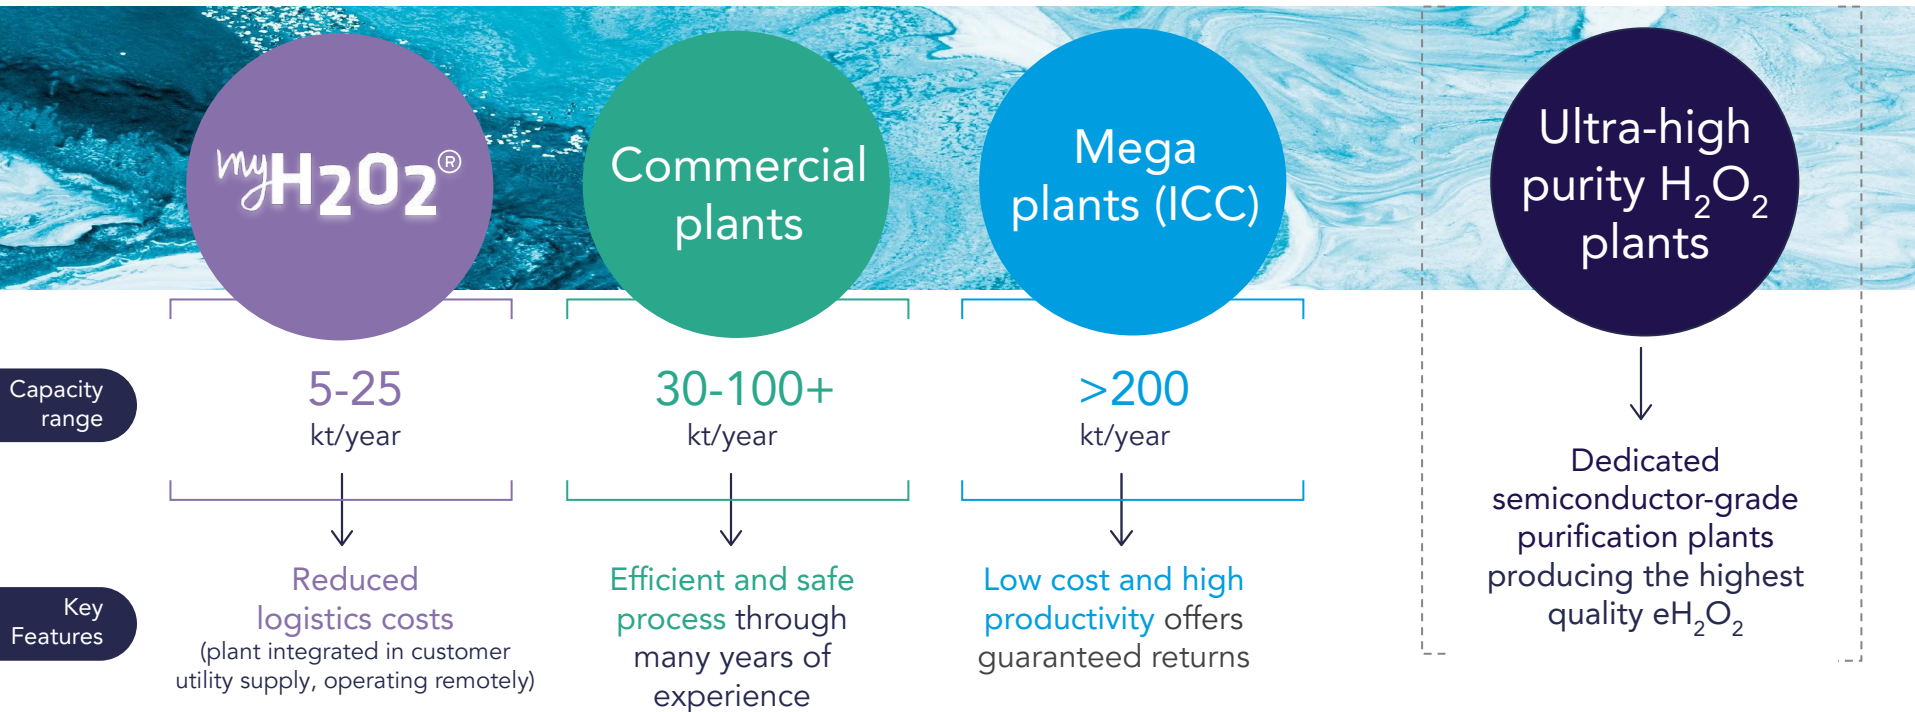 myH2O2®
Commercial
plants
Mega
plants (ICC)
Ultra-high
purity H₂O₂
plants
Capacity
range
5-25
kt/year
30-100+
kt/year
>200
kt/year
Key
Features
Reduced
logistics costs
(plant integrated in customer
utility supply, operating remotely)
Efficient and safe
process through
many years of
experience
Low cost and high
productivity offers
guaranteed returns
Dedicated
semiconductor-grade
purification plants
producing the highest
quality eH₂O₂